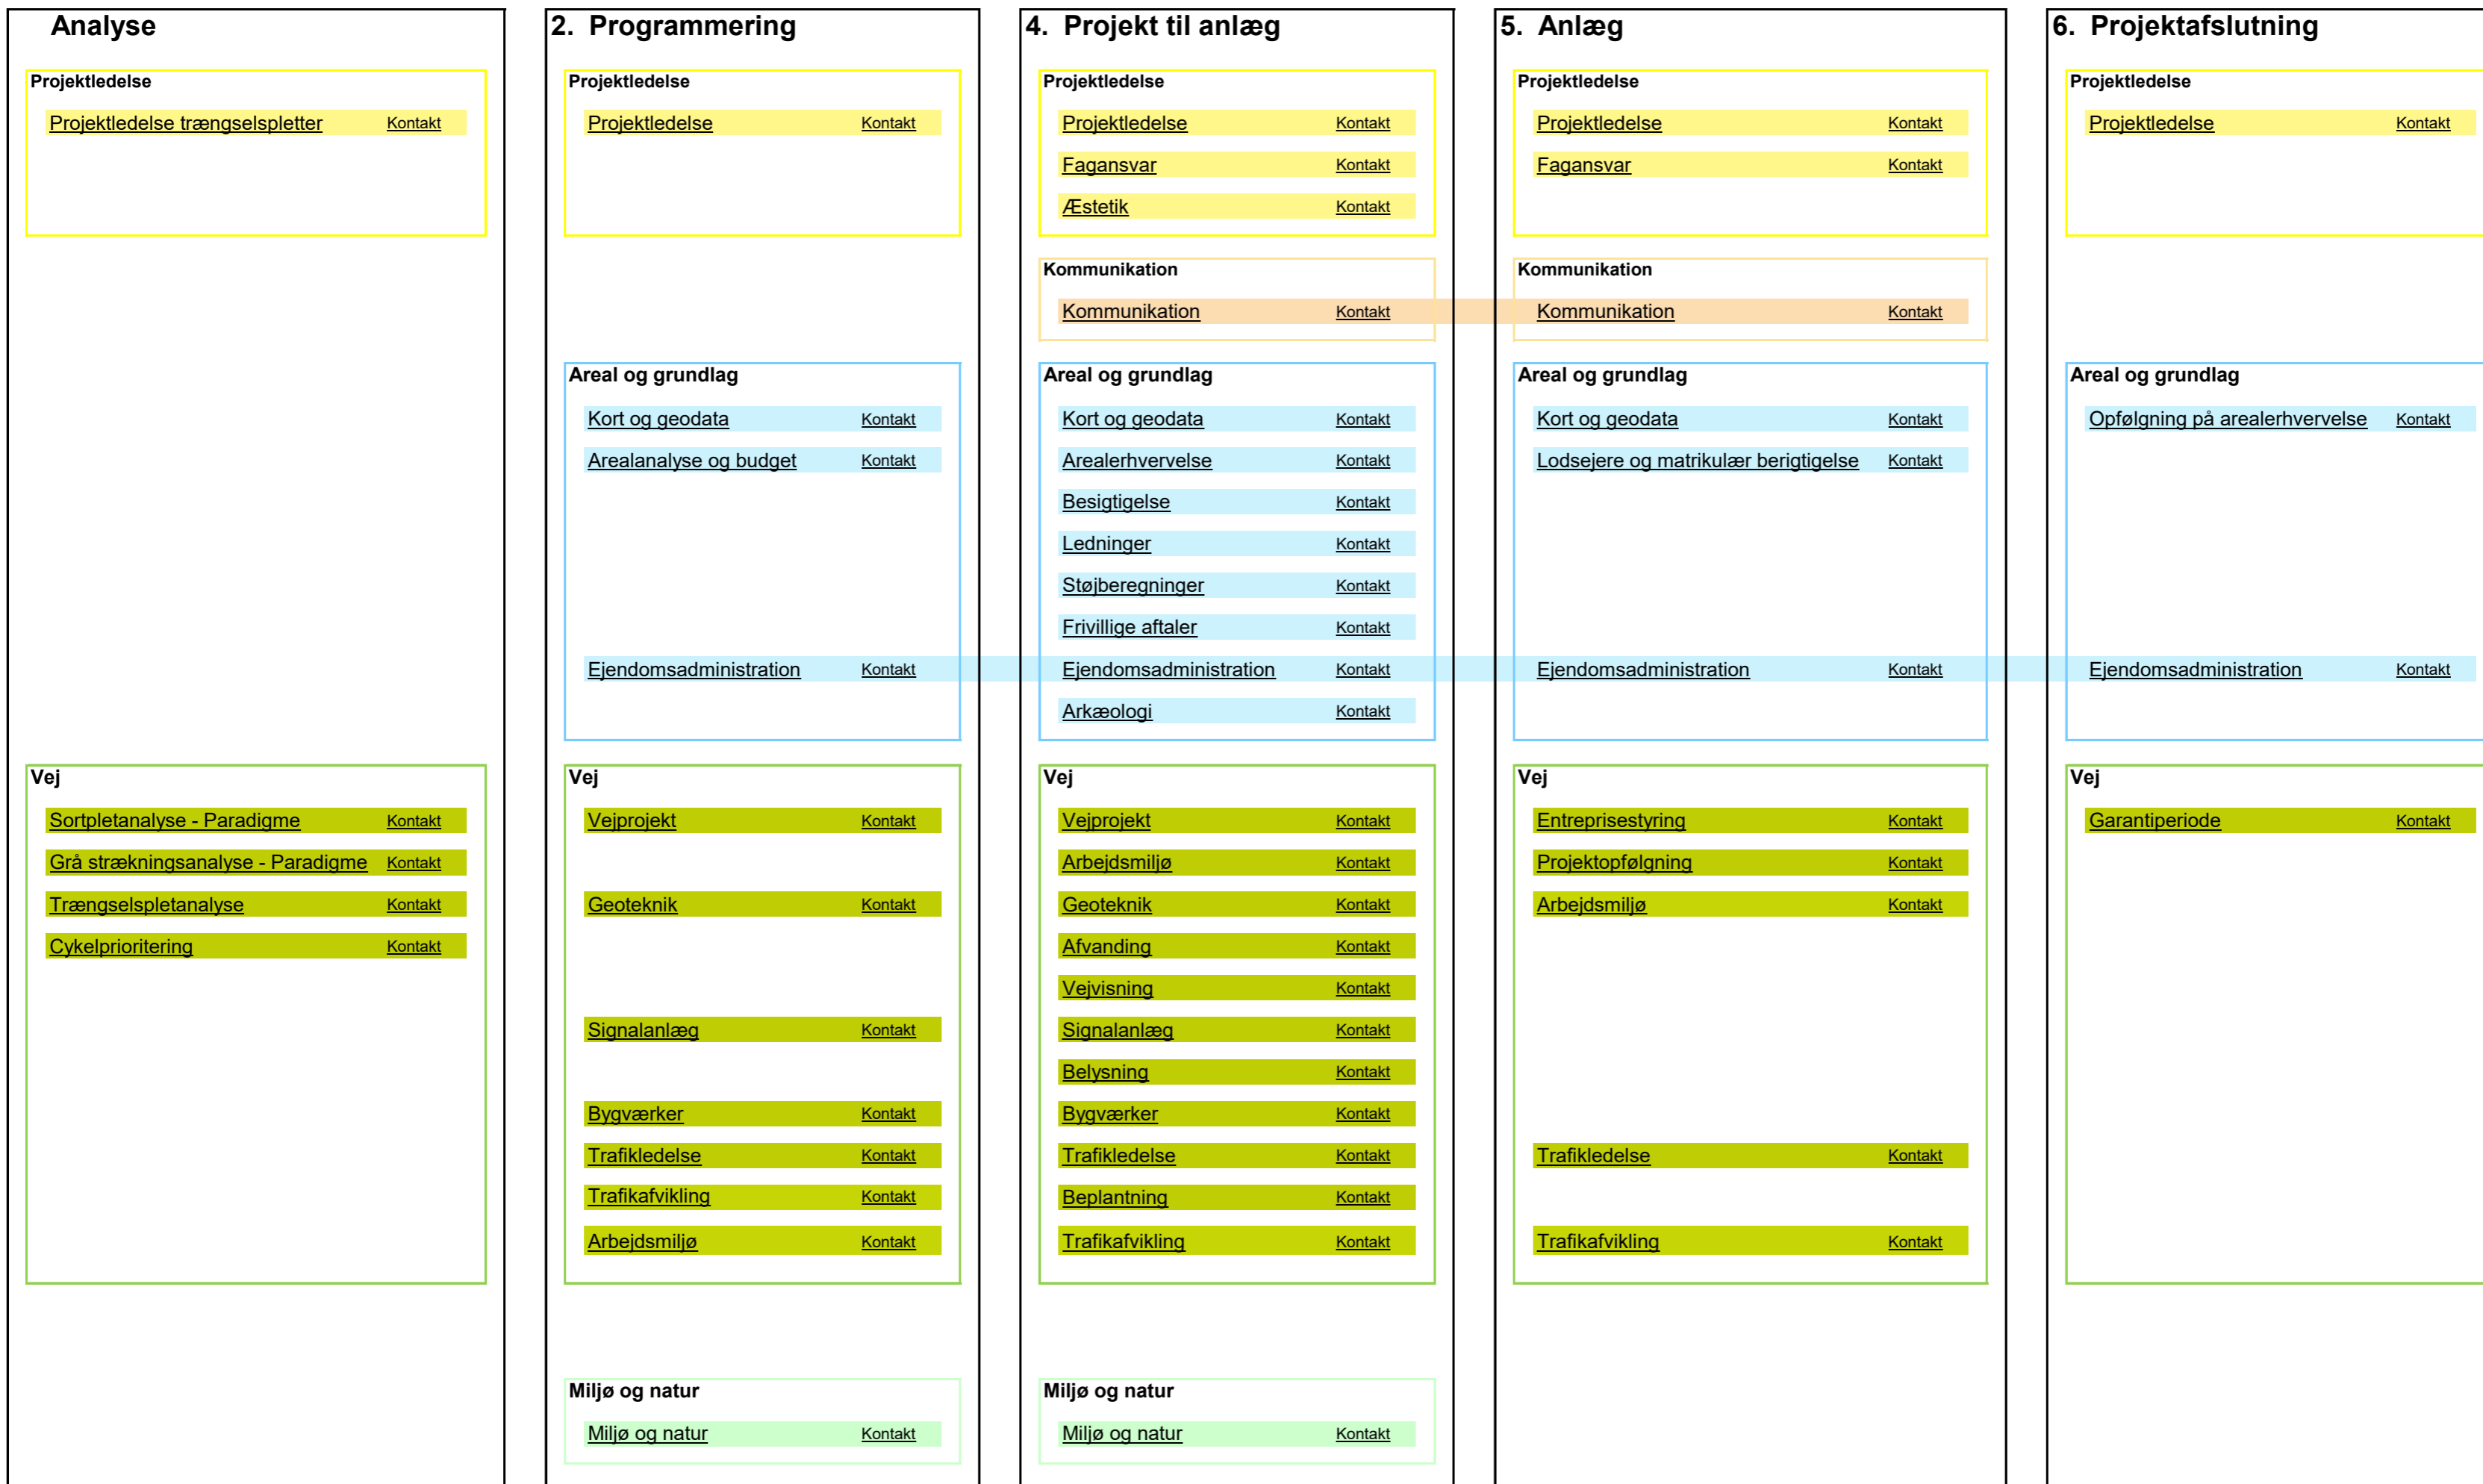 Analyse
Projektledelse
Projektledelse trængselspletter Kontakt
Vej
Sortpletanalyse - Paradigme Kontakt
Grå strækningsanalyse - Paradigme Kontakt
Trængselspletanalyse Kontakt
Cykelprioritering Kontakt
2. Programmering
Projektledelse
Projektledelse Kontakt
Areal og grundlag
Kort og geodata Kontakt
Arealanalyse og budget Kontakt
Ejendomsadministration Kontakt
Vej
Vejprojekt Kontakt
Geoteknik Kontakt
Signalanlæg Kontakt
Bygværker Kontakt
Trafikledelse Kontakt
Trafikafvikling Kontakt
Arbejdsmiljø Kontakt
Miljø og natur
Miljø og natur Kontakt
4. Projekt til anlæg
Projektledelse
Projektledelse Kontakt
Fagansvar Kontakt
Æstetik Kontakt
Kommunikation
Kommunikation Kontakt
Areal og grundlag
Kort og geodata Kontakt
Arealerhvervelse Kontakt
Besigtigelse Kontakt
Ledninger Kontakt
Støjberegninger Kontakt
Frivillige aftaler Kontakt
Ejendomsadministration Kontakt
Arkæologi Kontakt
Vej
Vejprojekt Kontakt
Arbejdsmiljø Kontakt
Geoteknik Kontakt
Afvanding Kontakt
Vejvisning Kontakt
Signalanlæg Kontakt
Belysning Kontakt
Bygværker Kontakt
Trafikledelse Kontakt
Beplantning Kontakt
Trafikafvikling Kontakt
Miljø og natur
Miljø og natur Kontakt
5. Anlæg
Projektledelse
Projektledelse Kontakt
Fagansvar Kontakt
Kommunikation
Kommunikation Kontakt
Areal og grundlag
Kort og geodata Kontakt
Lodsejere og matrikulær berigtigelse Kontakt
Ejendomsadministration Kontakt
Vej
Entreprisestyring Kontakt
Projektopfølgning Kontakt
Arbejdsmiljø Kontakt
Trafikledelse Kontakt
Trafikafvikling Kontakt
6. Projektafslutning
Projektledelse
Projektledelse Kontakt
Areal og grundlag
Opfølgning på arealerhvervelse Kontakt
Ejendomsadministration Kontakt
Vej
Garantiperiode Kontakt